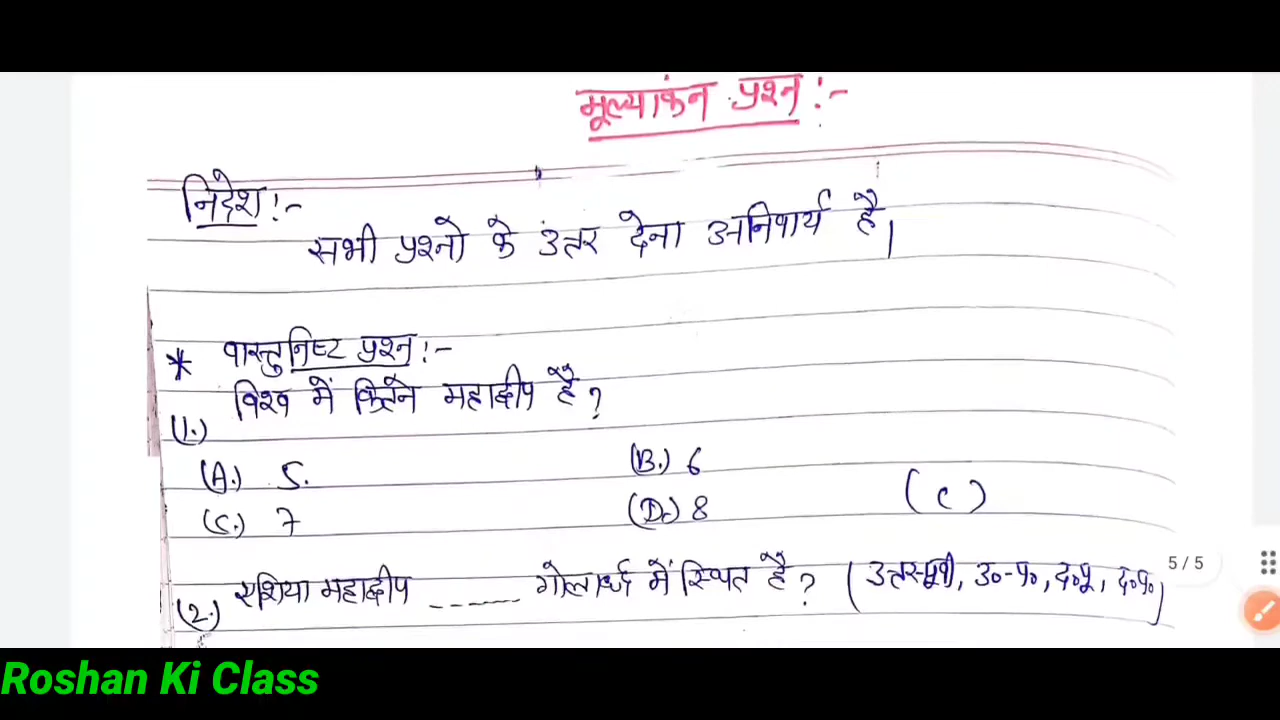 मूल्यांकन प्रश्न :-
निर्देश :-
सभी प्रश्नो के उत्तर देना अनिवार्य है।
* वास्तुनिष्ट प्रश्न :-
(1.) विश्व में कितने महाद्वीप है ?
(A.) 5. (B.) 6
(C.) 7 (D.) 8 (C)
(2.) एशिया महाद्वीप ------ गोलार्ध्द में स्थित है ? (उत्तर-पूर्वी, उ०-प०, द०पू, द०प०)
5 / 5
Roshan Ki Class